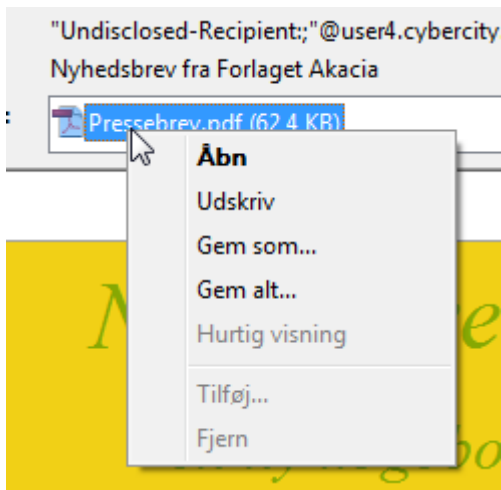 "Undisclosed-Recipient:;"@user4.cybercity
Nyhedsbrev fra Forlaget Akacia
Pressebrev.pdf (62,4 KB)
Åbn
Udskriv
Gem som...
Gem alt...
Hurtig visning
Tilføj...
Fjern